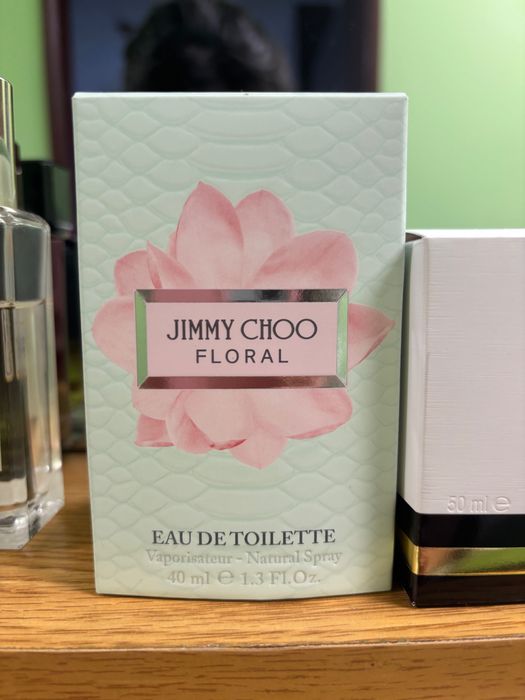 JIMMY CHOO
FLORAL
EAU DE TOILETTE
Vaporisateur - Natural Spray
40 ml ℮ 1.3 Fl.Oz.
50 ml ℮